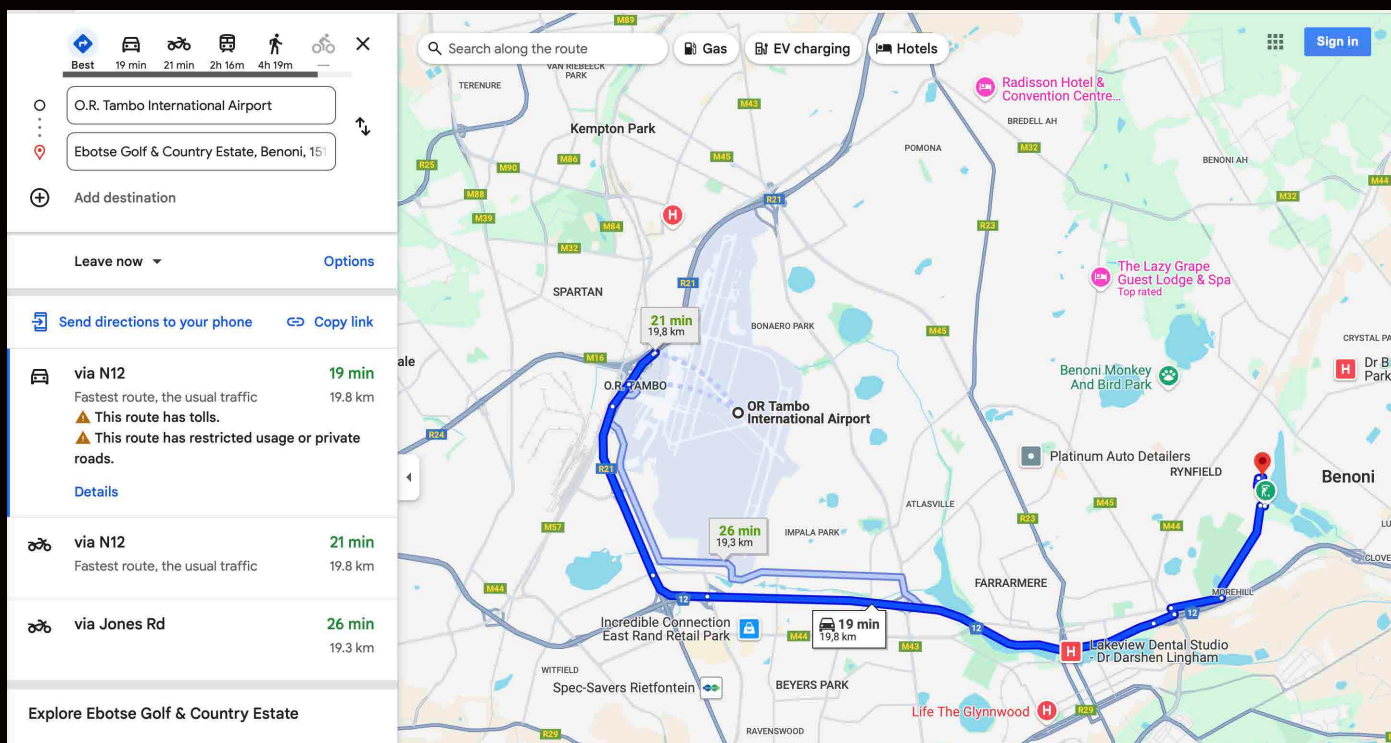 Best
19 min
21 min
2h 16m
4h 19m
—
O.R. Tambo International Airport
Ebotse Golf & Country Estate, Benoni, 151
Add destination
Leave now
Options
Send directions to your phone
Copy link
via N12
19 min
Fastest route, the usual traffic
19.8 km
This route has tolls.
This route has restricted usage or private
roads.
Details
via N12
21 min
Fastest route, the usual traffic
19.8 km
via Jones Rd
26 min
19.3 km
Explore Ebotse Golf & Country Estate
Search along the route
Gas
EV charging
Hotels
Sign in
M89
VAN RIEBEECK
PARK
TERENURE
Radisson Hotel &
Convention Centre...
M43
BREDELL AH
Kempton Park
POMONA
M32
M45
M86
R25
M90
BENONI AH
M44
M88
M32
R21
M39
M84
R23
M32
The Lazy Grape
Guest Lodge & Spa
Top rated
R21
SPARTAN
21 min
19,8 km
BONAERO PARK
M45
CRYSTAL PA
M16
ale
Dr B
Park
Benoni Monkey
And Bird Park
O.R. TAMBO
OR Tambo
International Airport
R24
Platinum Auto Detailers
RYNFIELD
Benoni
R21
ATLASVILLE
M45
R23
M57
26 min
19,3 km
IMPALA PARK
M44
LU
CLOVE
FARRARMERE
M44
MOREHILL
12
12
Incredible Connection
East Rand Retail Park
19 min
19,8 km
M44
12
M43
Lakeview Dental Studio
- Dr Darshen Lingham
WITFIELD
Spec-Savers Rietfontein
BEYERS PARK
Life The Glynnwood
R29
R29
RAVENSWOOD
H
H
H
H